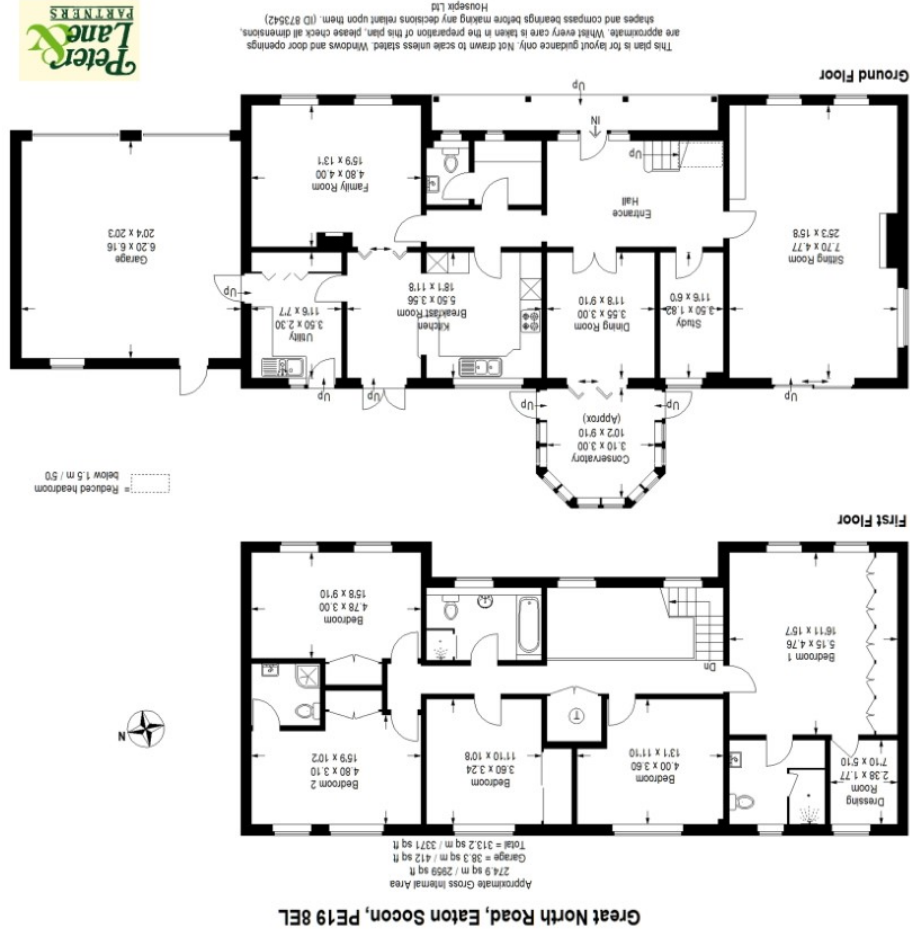 Great North Road, Eaton Socon, PE19 8EL
Approximate Gross Internal Area
274.9 sq m / 2959 sq ft
Garage = 38.3 sq m / 412 sq ft
Total = 313.2 sq m / 3371 sq ft
Dressing
Room
2.38 x 1.77
7'10 x 5'10
Bedroom
4.00 x 3.60
13'1 x 11'10
Bedroom
3.60 x 3.24
11'10 x 10'8
Bedroom 2
4.80 x 3.10
15'9 x 10'2
T
N
Bedroom 1
5.15 x 4.76
16'11 x 15'7
Dn
Bedroom
4.78 x 3.00
15'8 x 9'10
First Floor
Reduced headroom
below 1.5 m / 5'0
=
Conservatory
3.10 x 3.00
10'2 x 9'10
(Approx)
Up
Up
Up
Up
Up
Sitting Room
7.70 x 4.77
25'3 x 15'8
Study
3.50 x 1.82
11'6 x 6'0
Dining Room
3.55 x 3.00
11'8 x 9'10
Kitchen
Breakfast Room
5.50 x 3.56
18'1 x 11'8
Utility
3.50 x 2.30
11'6 x 7'7
Up
Garage
6.20 x 6.16
20'4 x 20'3
Entrance
Hall
Up
IN
Up
Family Room
4.80 x 4.00
15'9 x 13'1
Ground Floor
This plan is for layout guidance only. Not drawn to scale unless stated. Windows and door openings
are approximate. Whilst every care is taken in the preparation of this plan, please check all dimensions,
shapes and compass bearings before making any decisions reliant upon them. (ID 873542)
Housepix Ltd
Peter
Lane &
PARTNERS